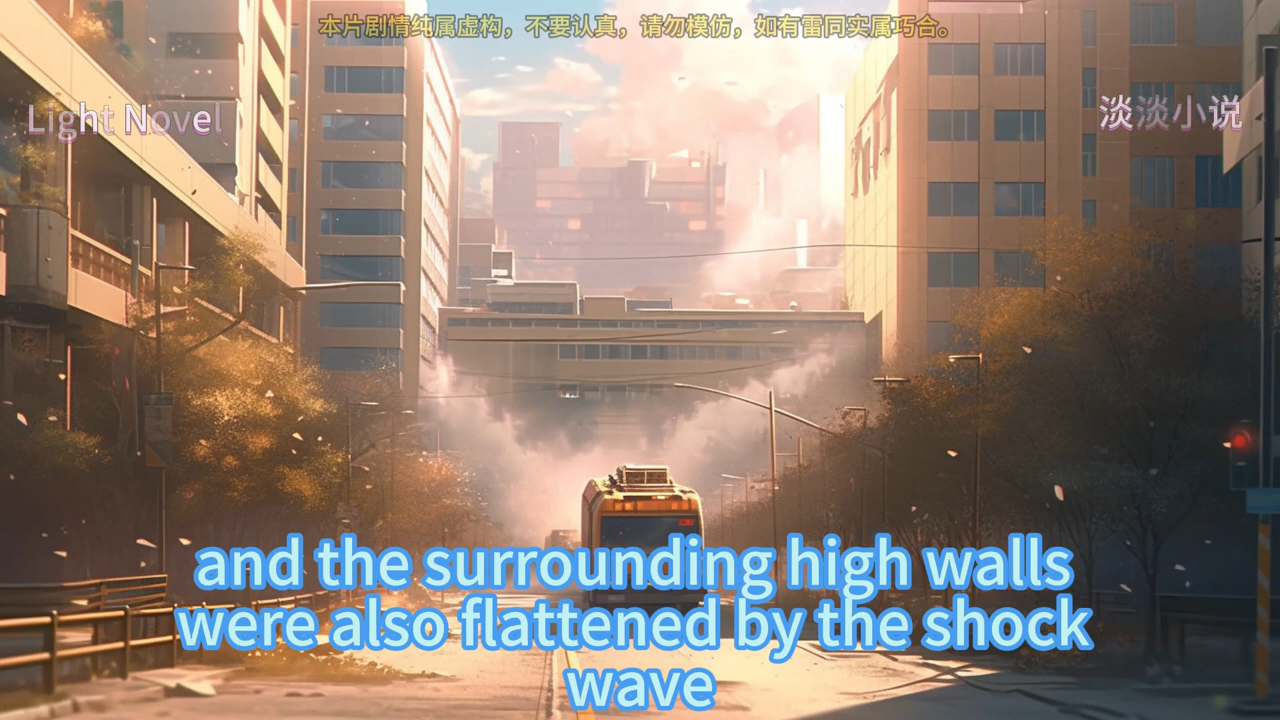 本片剧情纯属虚构，不要认真，请勿模仿，如有雷同实属巧合。
Light Novel
淡淡小说
and the surrounding high walls
were also flattened by the shock
wave